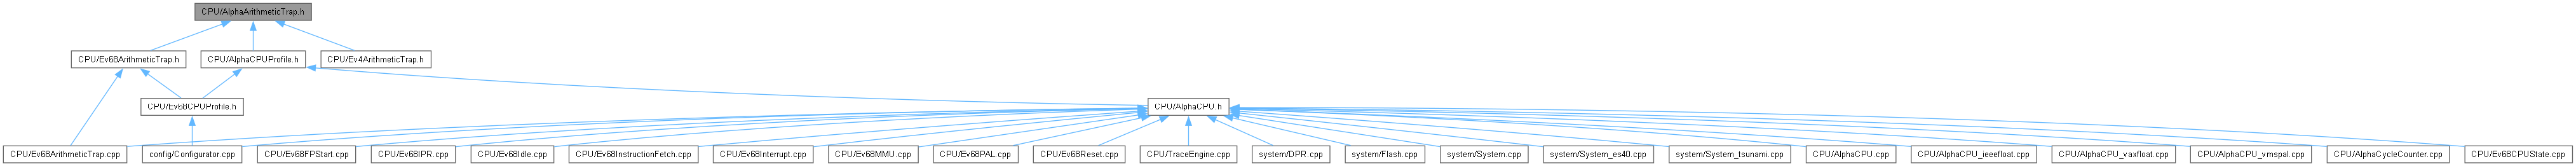 CPU/AlphaArithmeticTrap.h
CPU/Ev68ArithmeticTrap.h
CPU/AlphaCPUProfile.h
CPU/Ev4ArithmeticTrap.h
CPU/Ev68CPUProfile.h
CPU/AlphaCPU.h
CPU/Ev68ArithmeticTrap.cpp
config/Configurator.cpp
CPU/Ev68FPStart.cpp
CPU/Ev68IPR.cpp
CPU/Ev68Idle.cpp
CPU/Ev68InstructionFetch.cpp
CPU/Ev68Interrupt.cpp
CPU/Ev68MMU.cpp
CPU/Ev68PAL.cpp
CPU/Ev68Reset.cpp
CPU/TraceEngine.cpp
system/DPR.cpp
system/Flash.cpp
system/System.cpp
system/System_es40.cpp
system/System_tsunami.cpp
CPU/AlphaCPU.cpp
CPU/AlphaCPU_ieeefloat.cpp
CPU/AlphaCPU_vaxfloat.cpp
CPU/AlphaCPU_vmspal.cpp
CPU/AlphaCycleCounter.cpp
CPU/Ev68CPUState.cpp